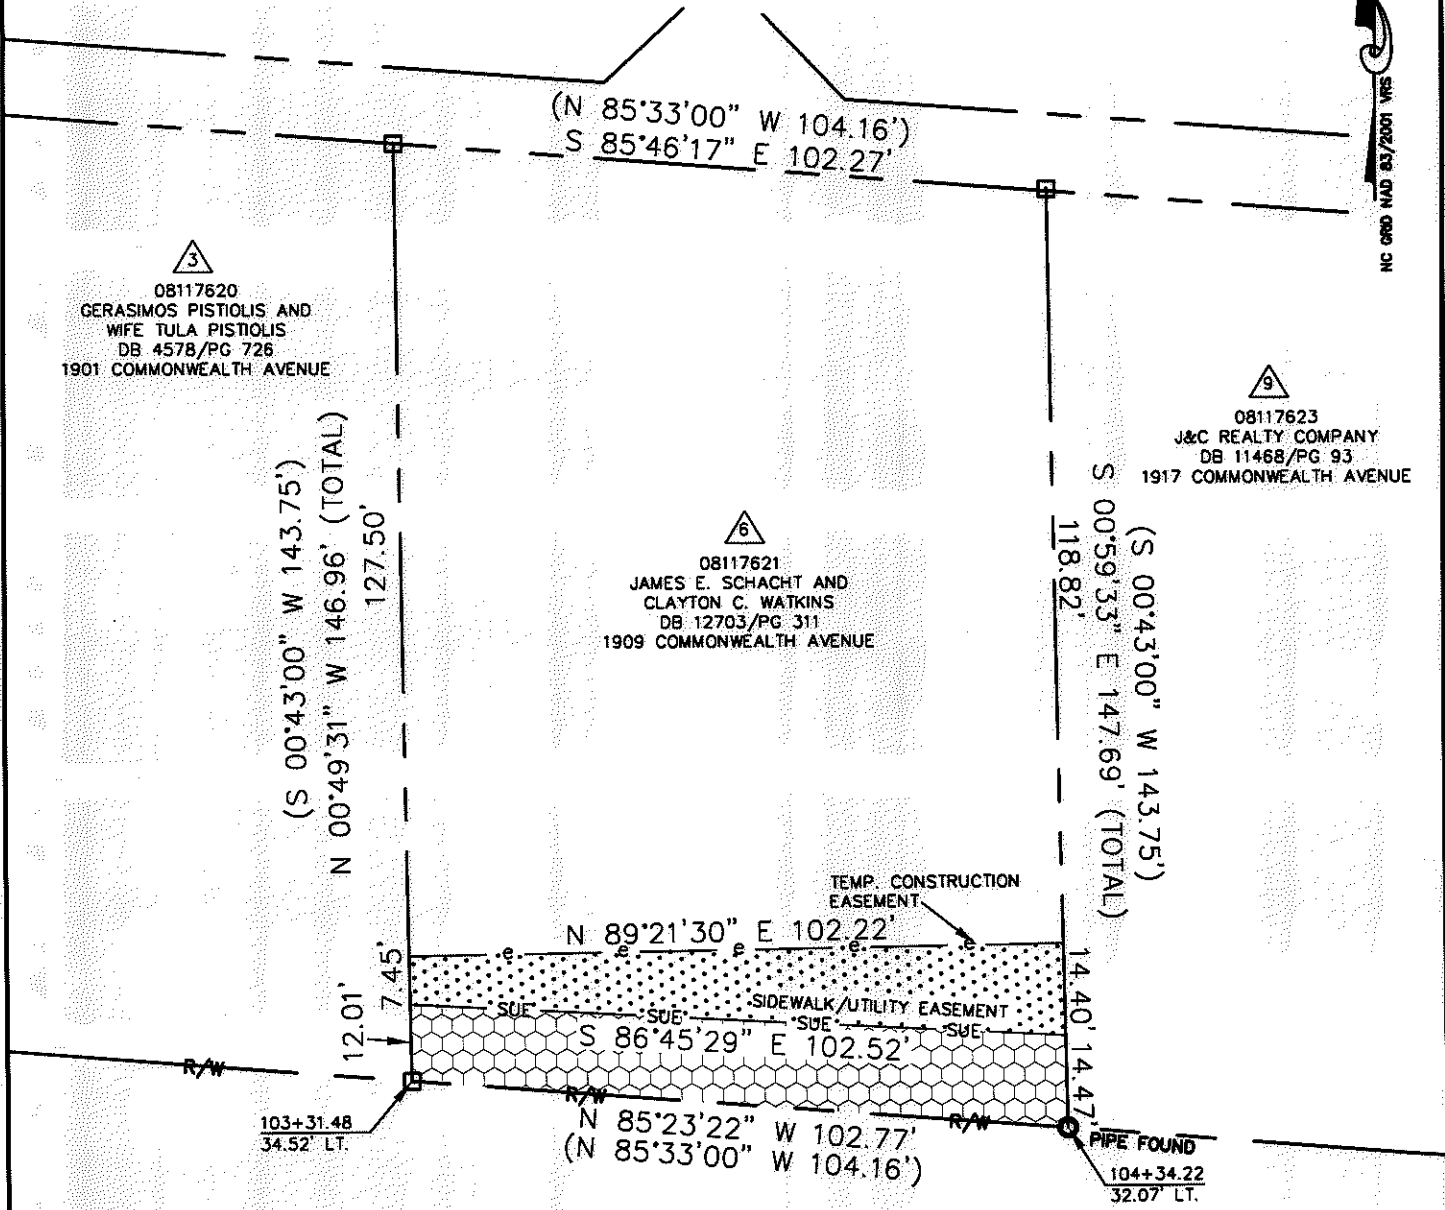 NC GRID NAD 83/2001 VRS
(N 85°33'00" W 104.16')
S 85°46'17" E 102.27'
3
08117620
GERASIMOS PISTIOLIS AND
WIFE TULA PISTIOLIS
DB 4578/PG 726
1901 COMMONWEALTH AVENUE
9
08117623
J&C REALTY COMPANY
DB 11468/PG 93
1917 COMMONWEALTH AVENUE
(S 00°43'00" W 143.75')
N 00°49'31" W 146.96' (TOTAL)
127.50'
6
08117621
JAMES E. SCHACHT AND
CLAYTON C. WATKINS
DB 12703/PG 311
1909 COMMONWEALTH AVENUE
(S 00°43'00" W 143.75')
S 00°59'33" E 147.69' (TOTAL)
118.82'
TEMP. CONSTRUCTION
EASEMENT
N 89°21'30" E 102.22'
e e e e e
7.45'
12.01'
14.40'
14.47'
SIDEWALK/UTILITY EASEMENT
SUE SUE SUE SUE
S 86°45'29" E 102.52'
R/W R/W R/W
N 85°23'22" W 102.77'
(N 85°33'00" W 104.16')
PIPE FOUND
103+31.48
34.52' LT.
104+34.22
32.07' LT.